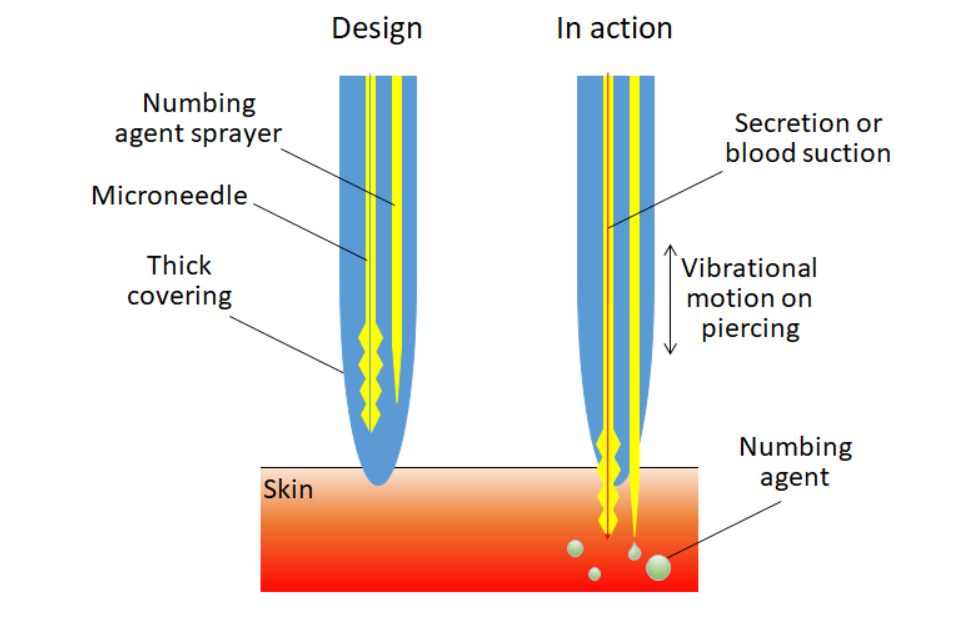 Design
In action
Numbing
agent sprayer
Microneedle
Thick
covering
Secretion or
blood suction
Vibrational
motion on
piercing
Numbing
agent
Skin